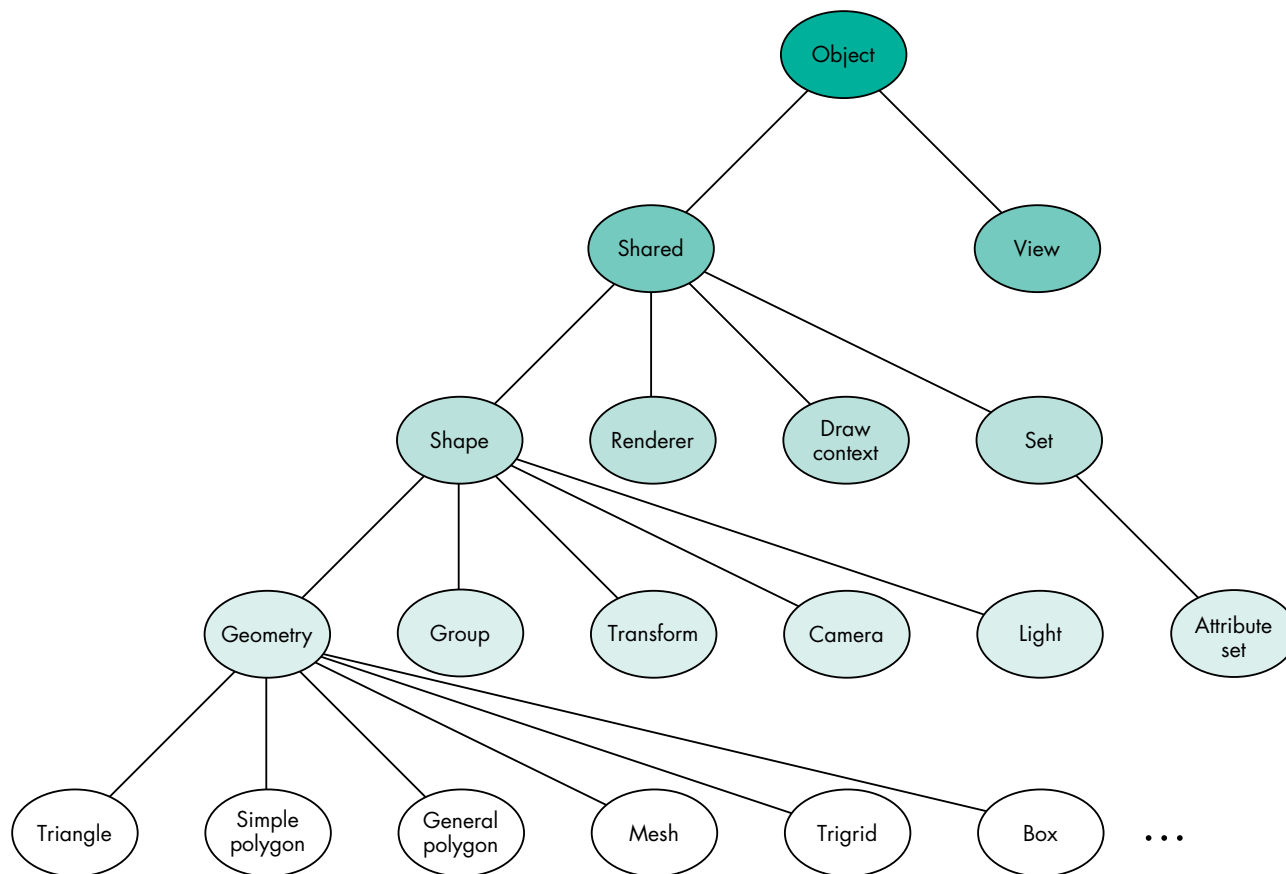 Object
Shared
View
Shape
Renderer
Draw
context
Set
Geometry
Group
Transform
Camera
Light
Attribute
set
Triangle
Simple
polygon
General
polygon
Mesh
Trigrid
Box
...